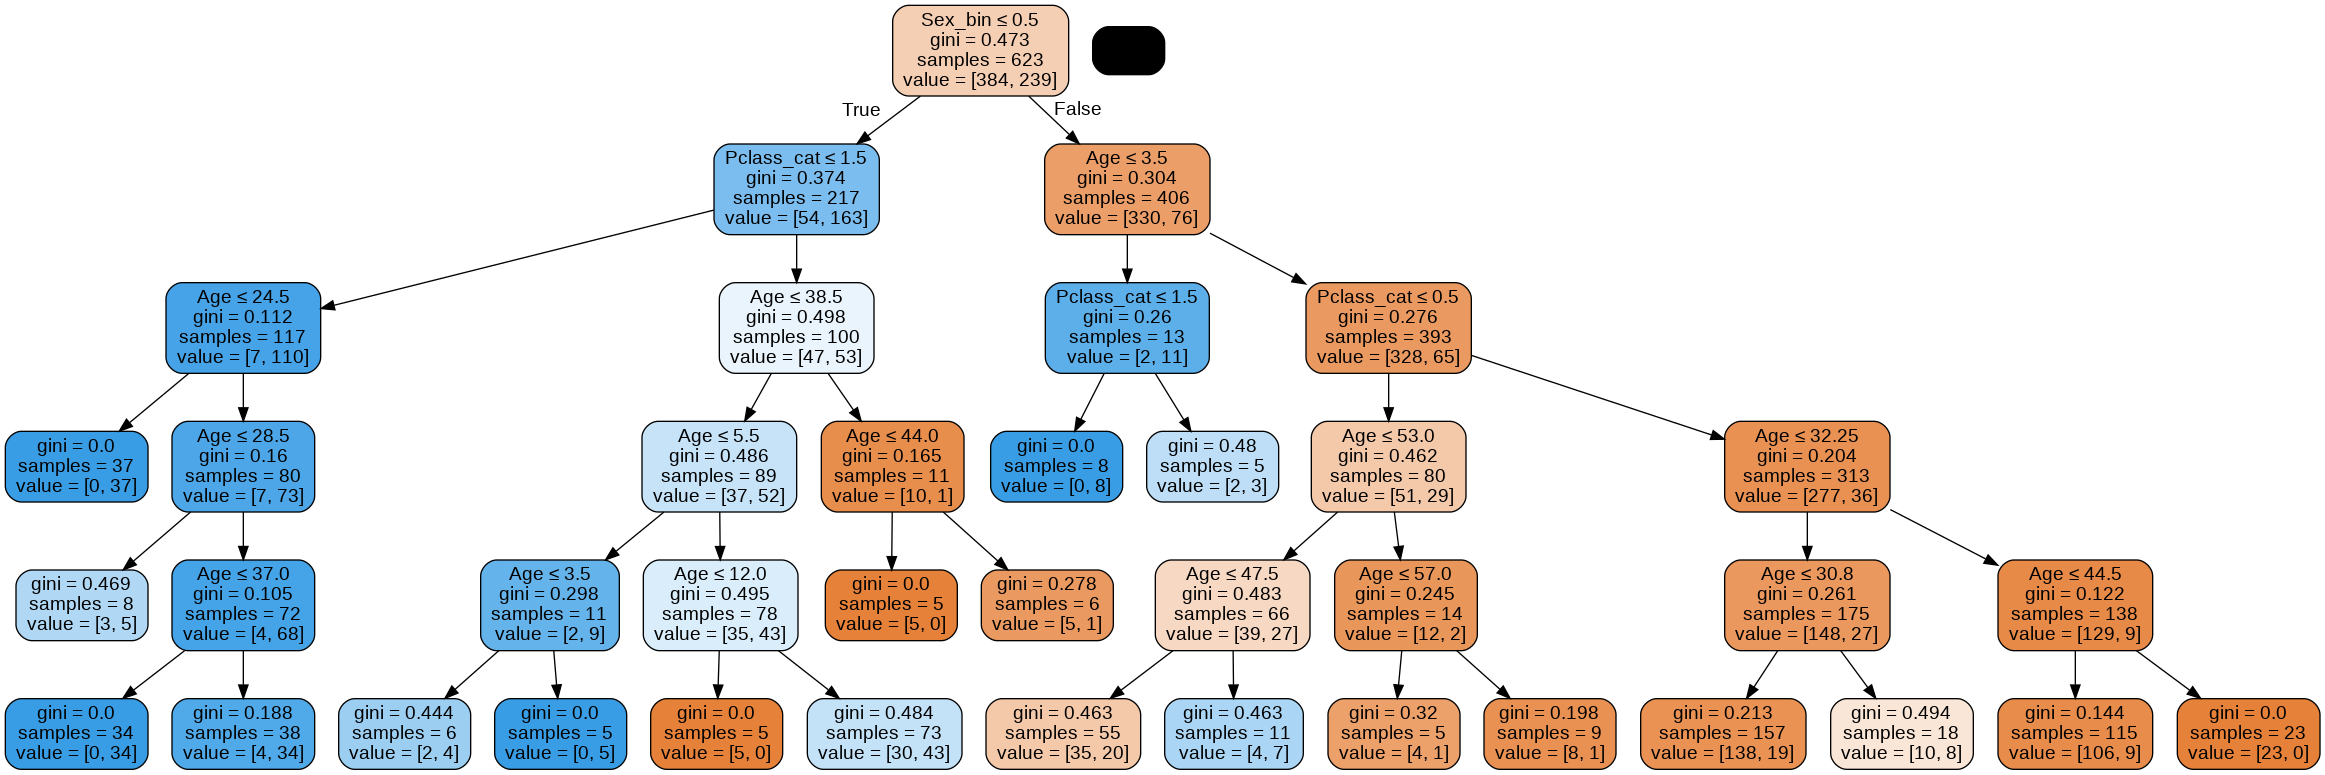 Sex_bin ≤ 0.5
gini = 0.473
samples = 623
value = [384, 239]
True
False
Pclass_cat ≤ 1.5
gini = 0.374
samples = 217
value = [54, 163]
Age ≤ 3.5
gini = 0.304
samples = 406
value = [330, 76]
Age ≤ 24.5
gini = 0.112
samples = 117
value = [7, 110]
Age ≤ 38.5
gini = 0.498
samples = 100
value = [47, 53]
Pclass_cat ≤ 1.5
gini = 0.26
samples = 13
value = [2, 11]
Pclass_cat ≤ 0.5
gini = 0.276
samples = 393
value = [328, 65]
gini = 0.0
samples = 37
value = [0, 37]
Age ≤ 28.5
gini = 0.16
samples = 80
value = [7, 73]
Age ≤ 5.5
gini = 0.486
samples = 89
value = [37, 52]
Age ≤ 44.0
gini = 0.165
samples = 11
value = [10, 1]
gini = 0.0
samples = 8
value = [0, 8]
gini = 0.48
samples = 5
value = [2, 3]
Age ≤ 53.0
gini = 0.462
samples = 80
value = [51, 29]
Age ≤ 32.25
gini = 0.204
samples = 313
value = [277, 36]
gini = 0.469
samples = 8
value = [3, 5]
Age ≤ 37.0
gini = 0.105
samples = 72
value = [4, 68]
Age ≤ 3.5
gini = 0.298
samples = 11
value = [2, 9]
Age ≤ 12.0
gini = 0.495
samples = 78
value = [35, 43]
gini = 0.0
samples = 5
value = [5, 0]
gini = 0.278
samples = 6
value = [5, 1]
Age ≤ 47.5
gini = 0.483
samples = 66
value = [39, 27]
Age ≤ 57.0
gini = 0.245
samples = 14
value = [12, 2]
Age ≤ 30.8
gini = 0.261
samples = 175
value = [148, 27]
Age ≤ 44.5
gini = 0.122
samples = 138
value = [129, 9]
gini = 0.0
samples = 34
value = [0, 34]
gini = 0.188
samples = 38
value = [4, 34]
gini = 0.444
samples = 6
value = [2, 4]
gini = 0.0
samples = 5
value = [0, 5]
gini = 0.0
samples = 5
value = [5, 0]
gini = 0.484
samples = 73
value = [30, 43]
gini = 0.463
samples = 55
value = [35, 20]
gini = 0.463
samples = 11
value = [4, 7]
gini = 0.32
samples = 5
value = [4, 1]
gini = 0.198
samples = 9
value = [8, 1]
gini = 0.213
samples = 157
value = [138, 19]
gini = 0.494
samples = 18
value = [10, 8]
gini = 0.144
samples = 115
value = [106, 9]
gini = 0.0
samples = 23
value = [23, 0]